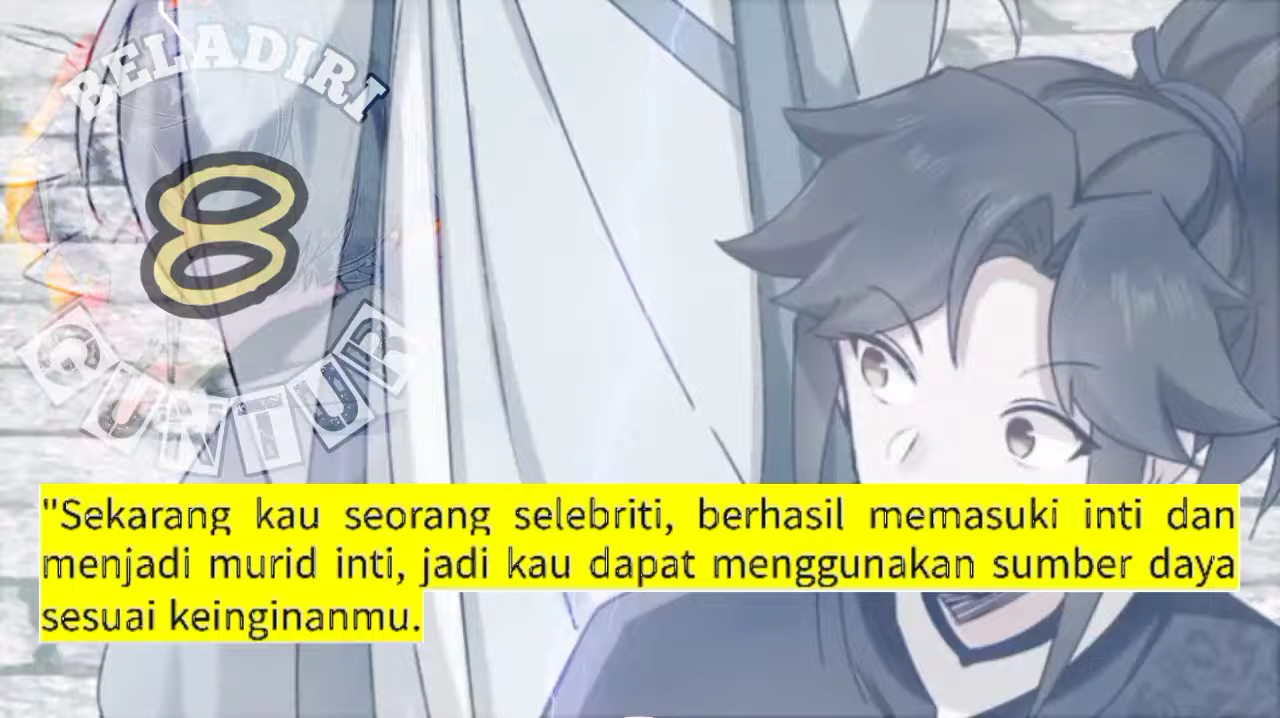 BELADIRI
8
GUNTUR
"Sekarang kau seorang selebriti, berhasil memasuki inti dan
menjadi murid inti, jadi kau dapat menggunakan sumber daya
sesuai keinginanmu.